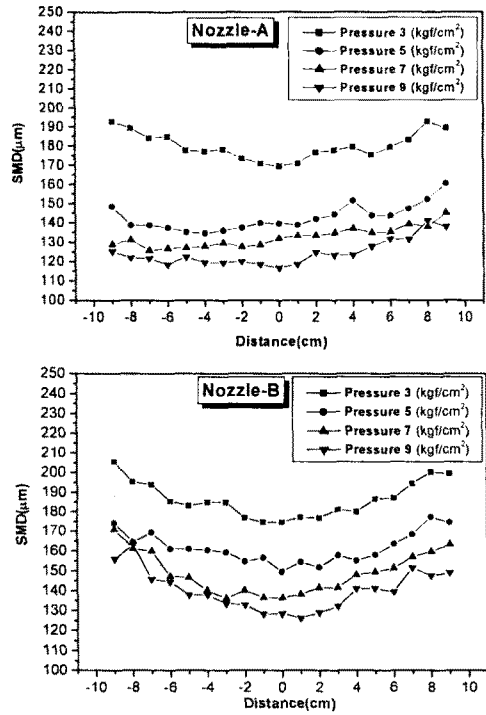 Nozzle-A
Pressure 3 (kgf/cm²)
Pressure 5 (kgf/cm²)
Pressure 7 (kgf/cm²)
Pressure 9 (kgf/cm²)
SMD(μm)
250
240
230
220
210
200
190
180
170
160
150
140
130
120
110
100
-10 -8 -6 -4 -2 0 2 4 6 8 10
Distance(cm)
Nozzle-B
Pressure 3 (kgf/cm²)
Pressure 5 (kgf/cm²)
Pressure 7 (kgf/cm²)
Pressure 9 (kgf/cm²)
SMD(μm)
250
240
230
220
210
200
190
180
170
160
150
140
130
120
110
100
-10 -8 -6 -4 -2 0 2 4 6 8 10
Distance(cm)